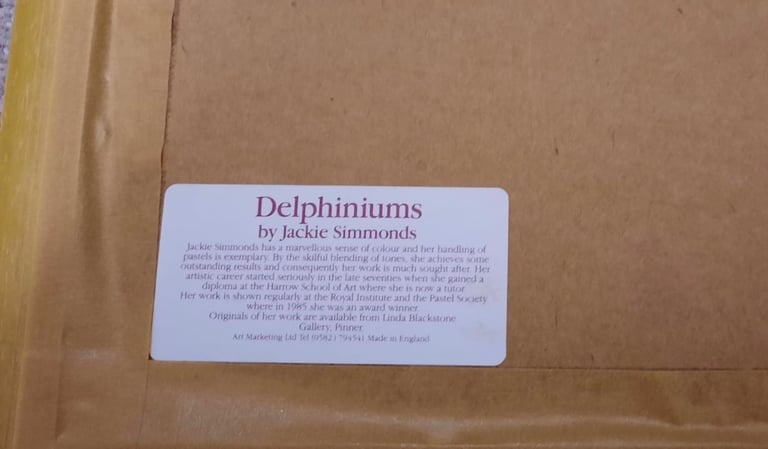 Delphiniums
by Jackie Simmonds
Jackie Simmonds has a marvellous sense of colour and her handling of
pastels is exemplary. By the skilful blending of tones, she achieves some
outstanding results and consequently her work is much sought after. Her
artistic career started seriously in the late seventies when she gained a
diploma at the Harrow School of Art where she is now a tutor.
Her work is shown regularly at the Royal Institute and the Pastel Society
where in 1985 she was an award winner.
Originals of her work are available from Linda Blackstone
Gallery, Pinner.
Art Marketing Ltd Tel (0582) 794541 Made in England